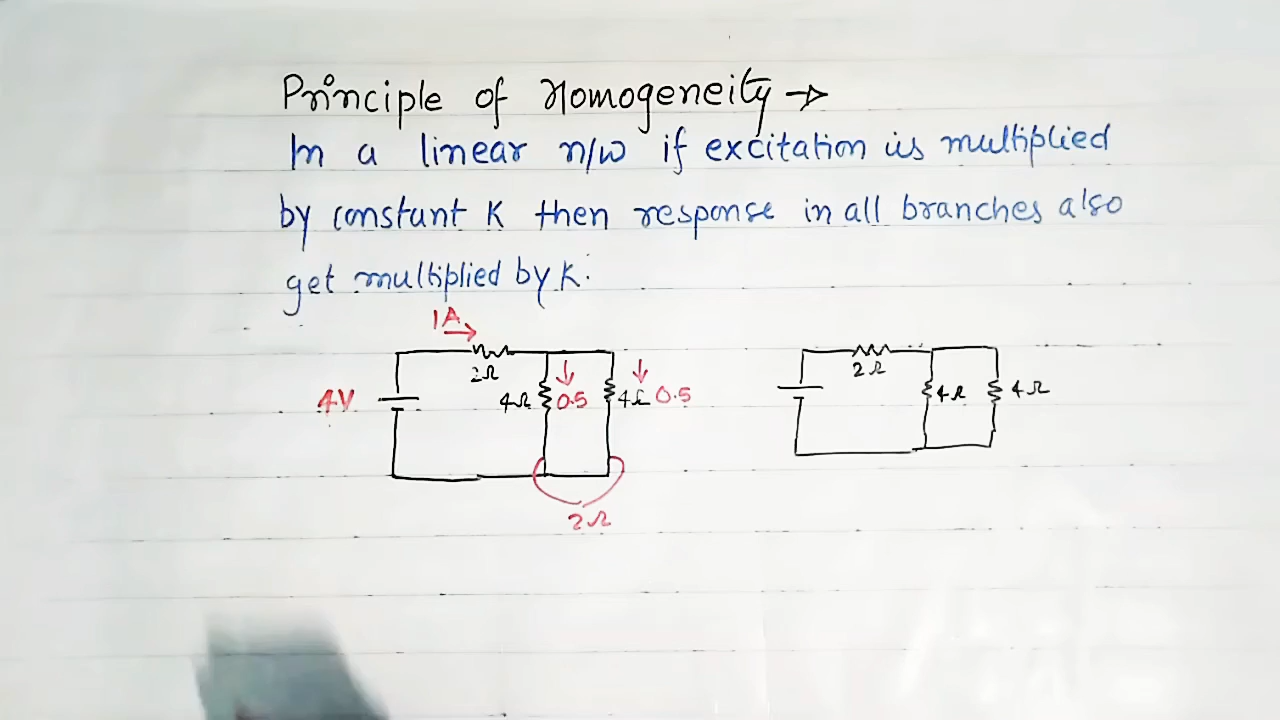 Principle of Homogeneity →
In a linear n/w if excitation is multiplied
by constant K then response in all branches also
get multiplied by K.
1A
2Ω
4V
4Ω
0.5
4Ω
0.5
2Ω
2Ω
4Ω
4Ω